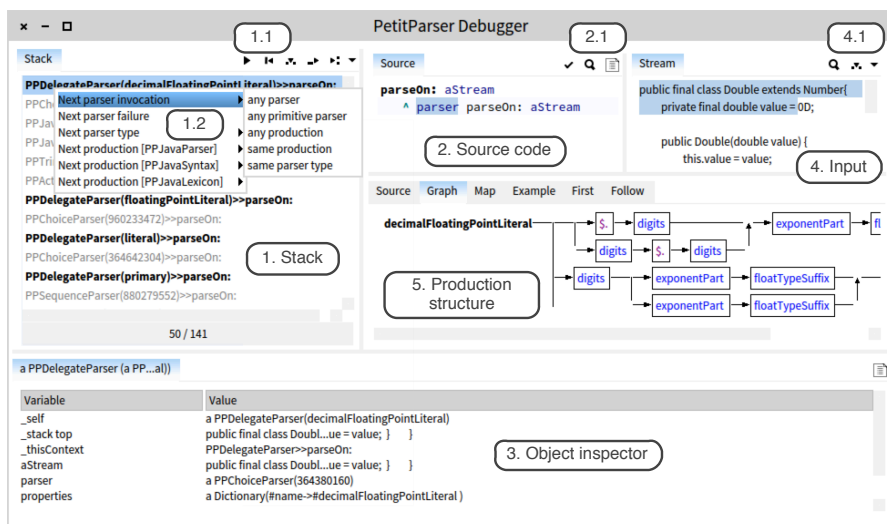 PetitParser Debugger
1.1
2.1
4.1
Stack
Source
Stream
PPDelegateParser(decimalFloatingPointLiteral)>>parseOn:
Next parser invocation
Next parser failure
Next parser type
Next production [PPJavaParser]
Next production [PPJavaSyntax]
Next production [PPJavaLexicon]
1.2
any parser
any primitive parser
any production
same production
same parser type
PPDelegateParser(floatingPointLiteral)>>parseOn:
PPChoiceParser(960233472)>>parseOn:
PPDelegateParser(literal)>>parseOn:
PPChoiceParser(364642304)>>parseOn:
PPDelegateParser(primary)>>parseOn:
PPSequenceParser(880279552)>>parseOn:
1. Stack
50 / 141
parseOn: aStream
^ parser parseOn: aStream
2. Source code
public final class Double extends Number{
private final double value = 0D;
public Double(double value) {
this.value = value;
4. Input
Source Graph Map Example First Follow
decimalFloatingPointLiteral
$. digits exponentPart fl
digits $. digits
digits exponentPart floatTypeSuffix
exponentPart floatTypeSuffix
5. Production
structure
a PPDelegateParser (a PP...al))
Variable Value
_self a PPDelegateParser(decimalFloatingPointLiteral)
_stack top public final class Doubl...ue = value; } }
_thisContext PPDelegateParser>>parseOn:
aStream public final class Doubl...ue = value; } }
parser a PPChoiceParser(364380160)
properties a Dictionary(#name->#decimalFloatingPointLiteral )
3. Object inspector